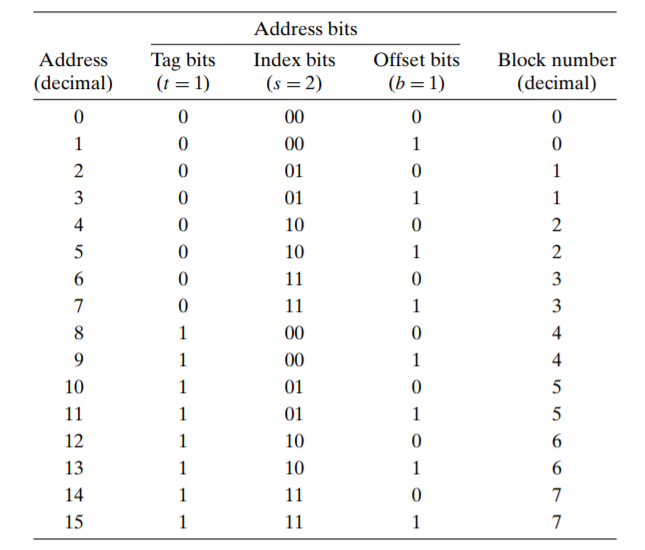 Address bits
Address Tag bits Index bits Offset bits Block number
(decimal) (t = 1) (s = 2) (b = 1) (decimal)
0 0 00 0 0
1 0 00 1 0
2 0 01 0 1
3 0 01 1 1
4 0 10 0 2
5 0 10 1 2
6 0 11 0 3
7 0 11 1 3
8 1 00 0 4
9 1 00 1 4
10 1 01 0 5
11 1 01 1 5
12 1 10 0 6
13 1 10 1 6
14 1 11 0 7
15 1 11 1 7